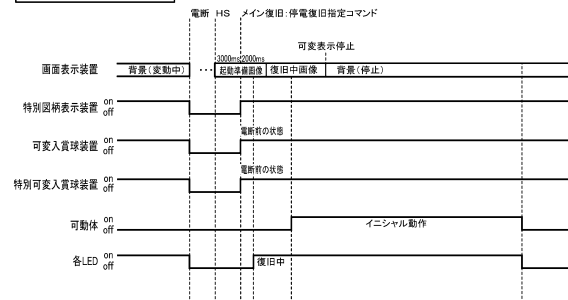 電断 HS メイン復旧:停電復旧指定コマンド
可変表示停止
3000ms 2000ms
画面表示装置 背景(変動中) ・・・ 起動準備画像 復旧中画像 背景(停止)
特別図柄表示装置 on
off
電断前の状態
可変入賞球装置 on
off
電断前の状態
特別可変入賞球装置 on
off
可動体 on
off
イニシャル動作
各LED on
off
復旧中